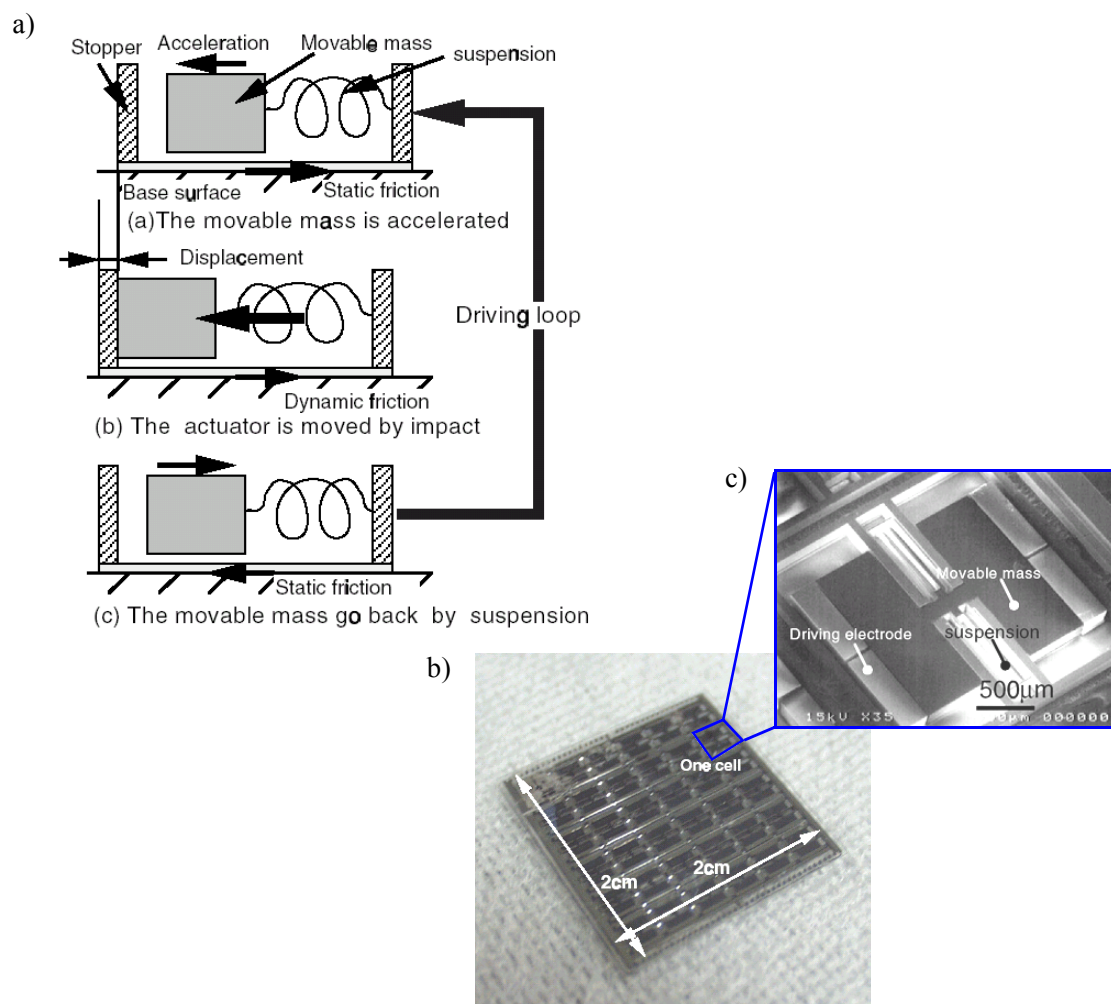 a)
Stopper
Acceleration
Movable mass
suspension
Base surface
Static friction
(a)The movable mass is accelerated
Displacement
Driving loop
Dynamic friction
(b) The actuator is moved by impact
Static friction
(c) The movable mass go back by suspension
c)
Movable mass
Driving electrode
suspension
500μm
15kV X35
μm 000000
b)
One cell
2cm
2cm